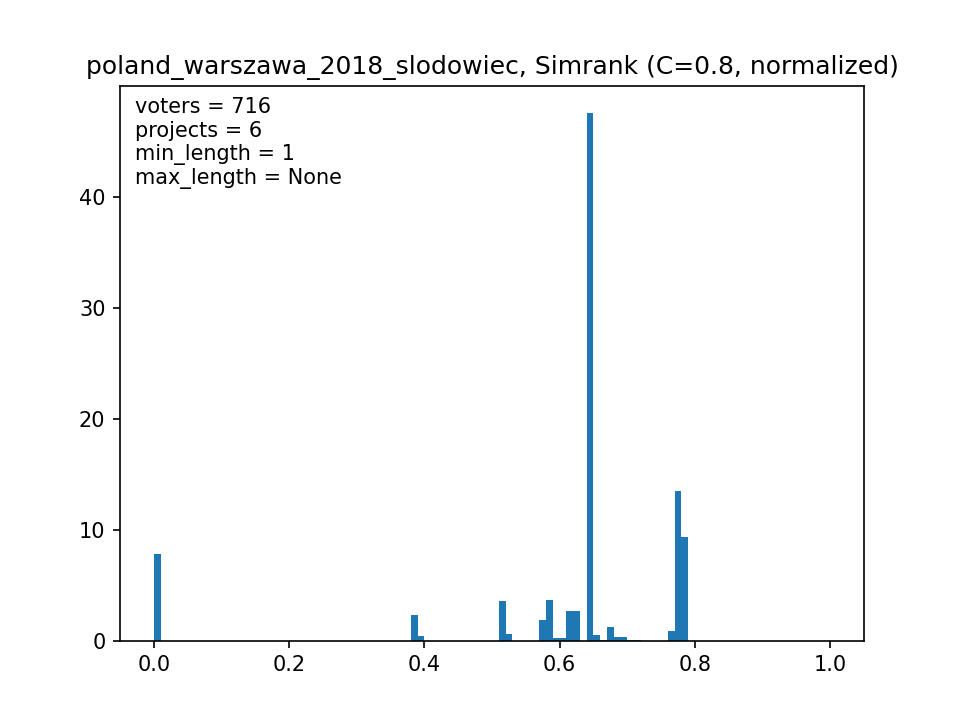 poland_warszawa_2018_slodowiec, Simrank (C=0.8, normalized)
voters = 716
projects = 6
min_length = 1
max_length = None
40
30
20
10
0
0.0 0.2 0.4 0.6 0.8 1.0